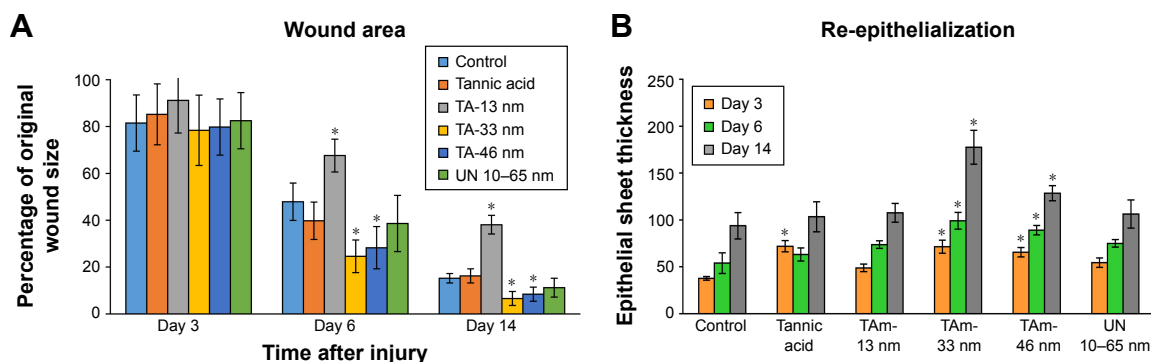 A
Wound area
Percentage of original
wound size
100
80
60
40
20
0
Control
Tannic acid
TA-13 nm
TA-33 nm
TA-46 nm
UN 10–65 nm
*
*
*
*
*
*
Day 3
Day 6
Day 14
Time after injury
B
Re-epithelialization
Epithelial sheet thickness
250
200
150
100
50
0
Day 3
Day 6
Day 14
*
*
*
*
*
*
*
Control
Tannic
acid
TAm-
13 nm
TAm-
33 nm
TAm-
46 nm
UN
10–65 nm